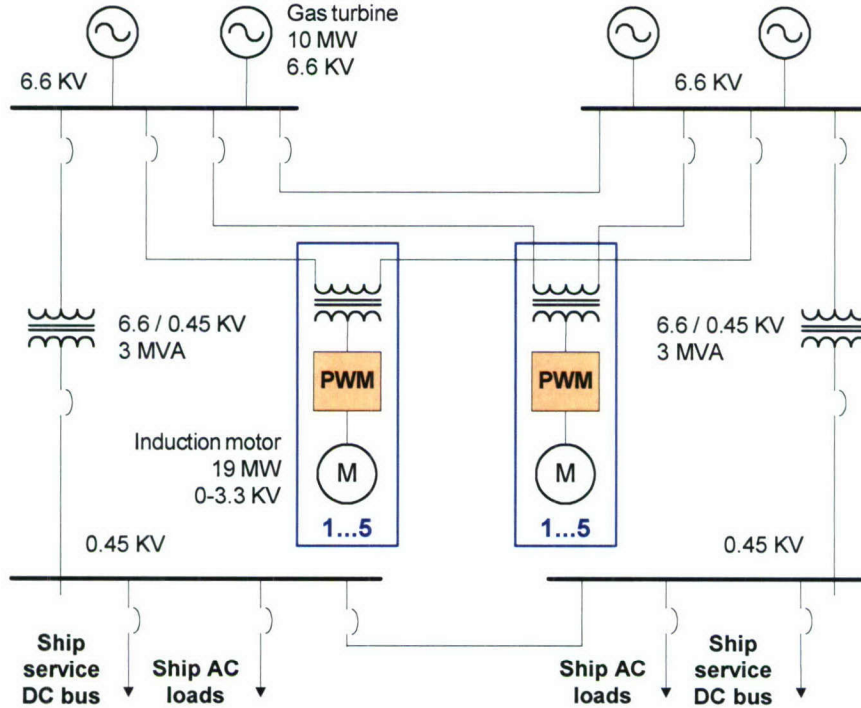 Gas turbine
10 MW
6.6 KV
6.6 KV
6.6 KV
6.6 / 0.45 KV
3 MVA
6.6 / 0.45 KV
3 MVA
PWM
PWM
Induction motor
19 MW
0-3.3 KV
M
M
1...5
1...5
0.45 KV
0.45 KV
Ship
service
DC bus
Ship AC
loads
Ship AC
loads
Ship
service
DC bus